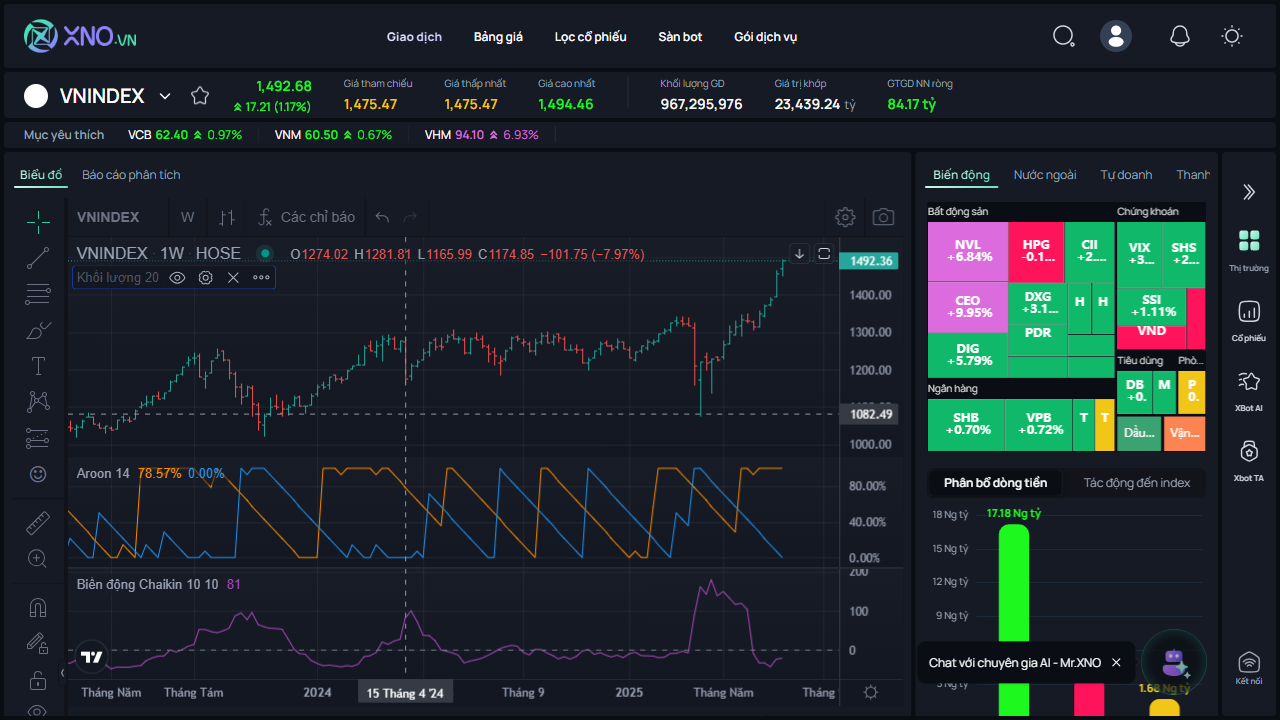 XNO.VN
Giao dịch
Bảng giá
Lọc cổ phiếu
Sàn bot
Gói dịch vụ
VNINDEX
1,492.68
17.21 (1.17%)
Giá tham chiếu
1,475.47
Giá thấp nhất
1,475.47
Giá cao nhất
1,494.46
Khối lượng GD
967,295,976
Giá trị khớp
23,439.24 tỷ
GTGD NN ròng
84.17 tỷ
Mục yêu thích
VCB 62.40 0.97%
VNM 60.50 0.67%
VHM 94.10 6.93%
Biểu đồ
Báo cáo phân tích
VNINDEX
W
Các chỉ báo
VNINDEX · 1W · HOSE
O1274.02 H1281.81 L1165.99 C1174.85 −101.75 (−7.97%)
Khối lượng 20
1492.36
1400.00
1300.00
1200.00
1082.49
1000.00
Aroon 14 78.57% 0.00%
80.00%
40.00%
0.00%
Biên động Chaikin 10 10 81
200
100
0
Tháng Năm
Tháng Tám
2024
15 Tháng 4 '24
Tháng 9
2025
Tháng Năm
Tháng
Biến động
Nước ngoài
Tự doanh
Thanh
Bất động sản
NVL
+6.84%
HPG
-0.1...
CII
+2....
CEO
+9.95%
DXG
+3.1...
H
H
PDR
DIG
+5.79%
Chứng khoán
VIX
+3...
SHS
+2...
SSI
+1.11%
VND
Tiêu dùng
Phò...
DB
+0.
M
P
0.
Dầu...
Vận...
Ngân hàng
SHB
+0.70%
VPB
+0.72%
T
T
Phân bổ dòng tiền
Tác động đến index
18 Ng tỷ
17.18 Ng tỷ
15 Ng tỷ
12 Ng tỷ
9 Ng tỷ
Chat với chuyên gia AI - Mr.XNO
Thị trường
Cổ phiếu
XBot AI
Xbot TA
Kết nối